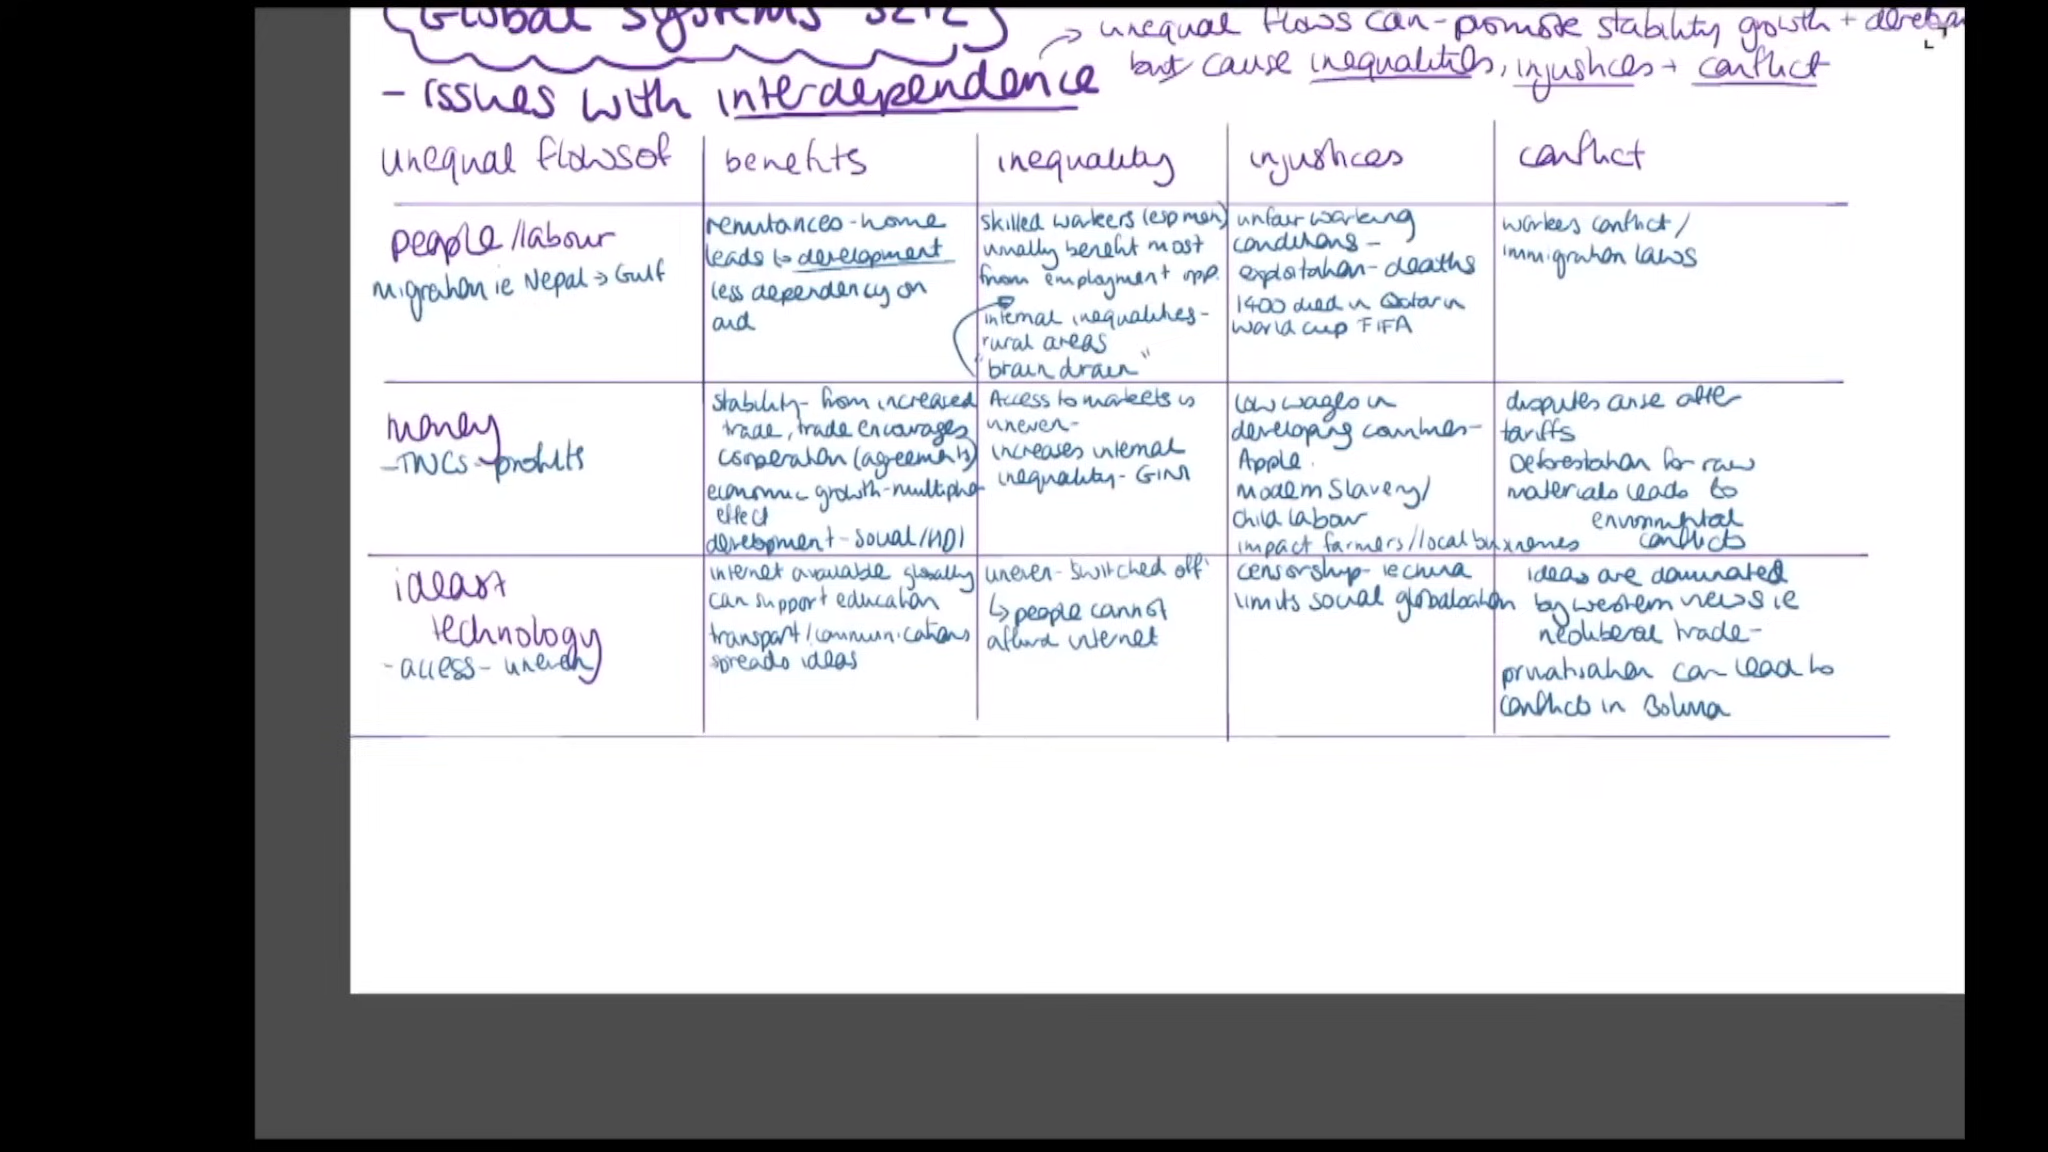 (Global systems
unequal flows can - promote stability growth +
but cause inequalities, injustices + conflict
- issues with interdependence
unequal flows of
benefits
inequality
injustices
conflict
people/labour
migration ie Nepal → Gulf
remittances - home
leads to development
less dependency on
aid
skilled workers (esp men)
usually benefit most
from employment opp.
internal inequalities -
rural areas
"brain drain"
unfair working
conditions -
exploitation - deaths
1400 died in Qatar in
World cup FIFA
workers conflict/
immigration laws
money
- TNCs - profits
stability - from increased
trade, trade encourages
cooperation (agreements)
economic growth - multiplier
effect
development - social/HDI
Access to markets is
uneven -
increases internal
inequality - GINI
low wages in
developing countries -
Apple.
modern slavery/
child labour
impact farmers/local businesses
disputes arise after
tariffs
Deforestation for raw
materials leads to
environmental
conflicts
ideas +
technology
- access - uneven
internet available globally
can support education
transport/communications
spreads ideas
uneven - 'switched off'
↳ people cannot
afford internet
censorship - ie china
limits social globalisation
ideas are dominated
by western news ie
neoliberal trade -
privatisation can lead to
conflicts in Bolivia